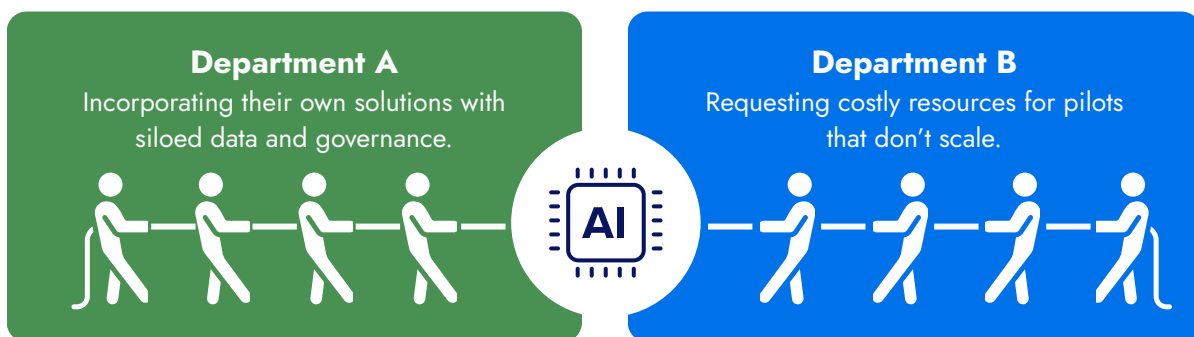 Department A
Incorporating their own solutions with
siloed data and governance.
AI
Department B
Requesting costly resources for pilots
that don’t scale.